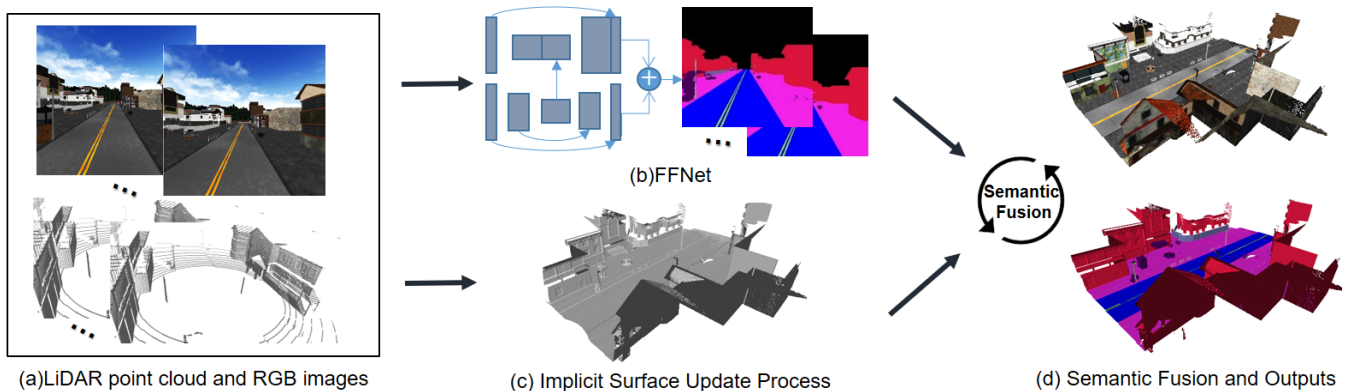 (a)LiDAR point cloud and RGB images
(b)FFNet
(c) Implicit Surface Update Process
Semantic
Fusion
(d) Semantic Fusion and Outputs